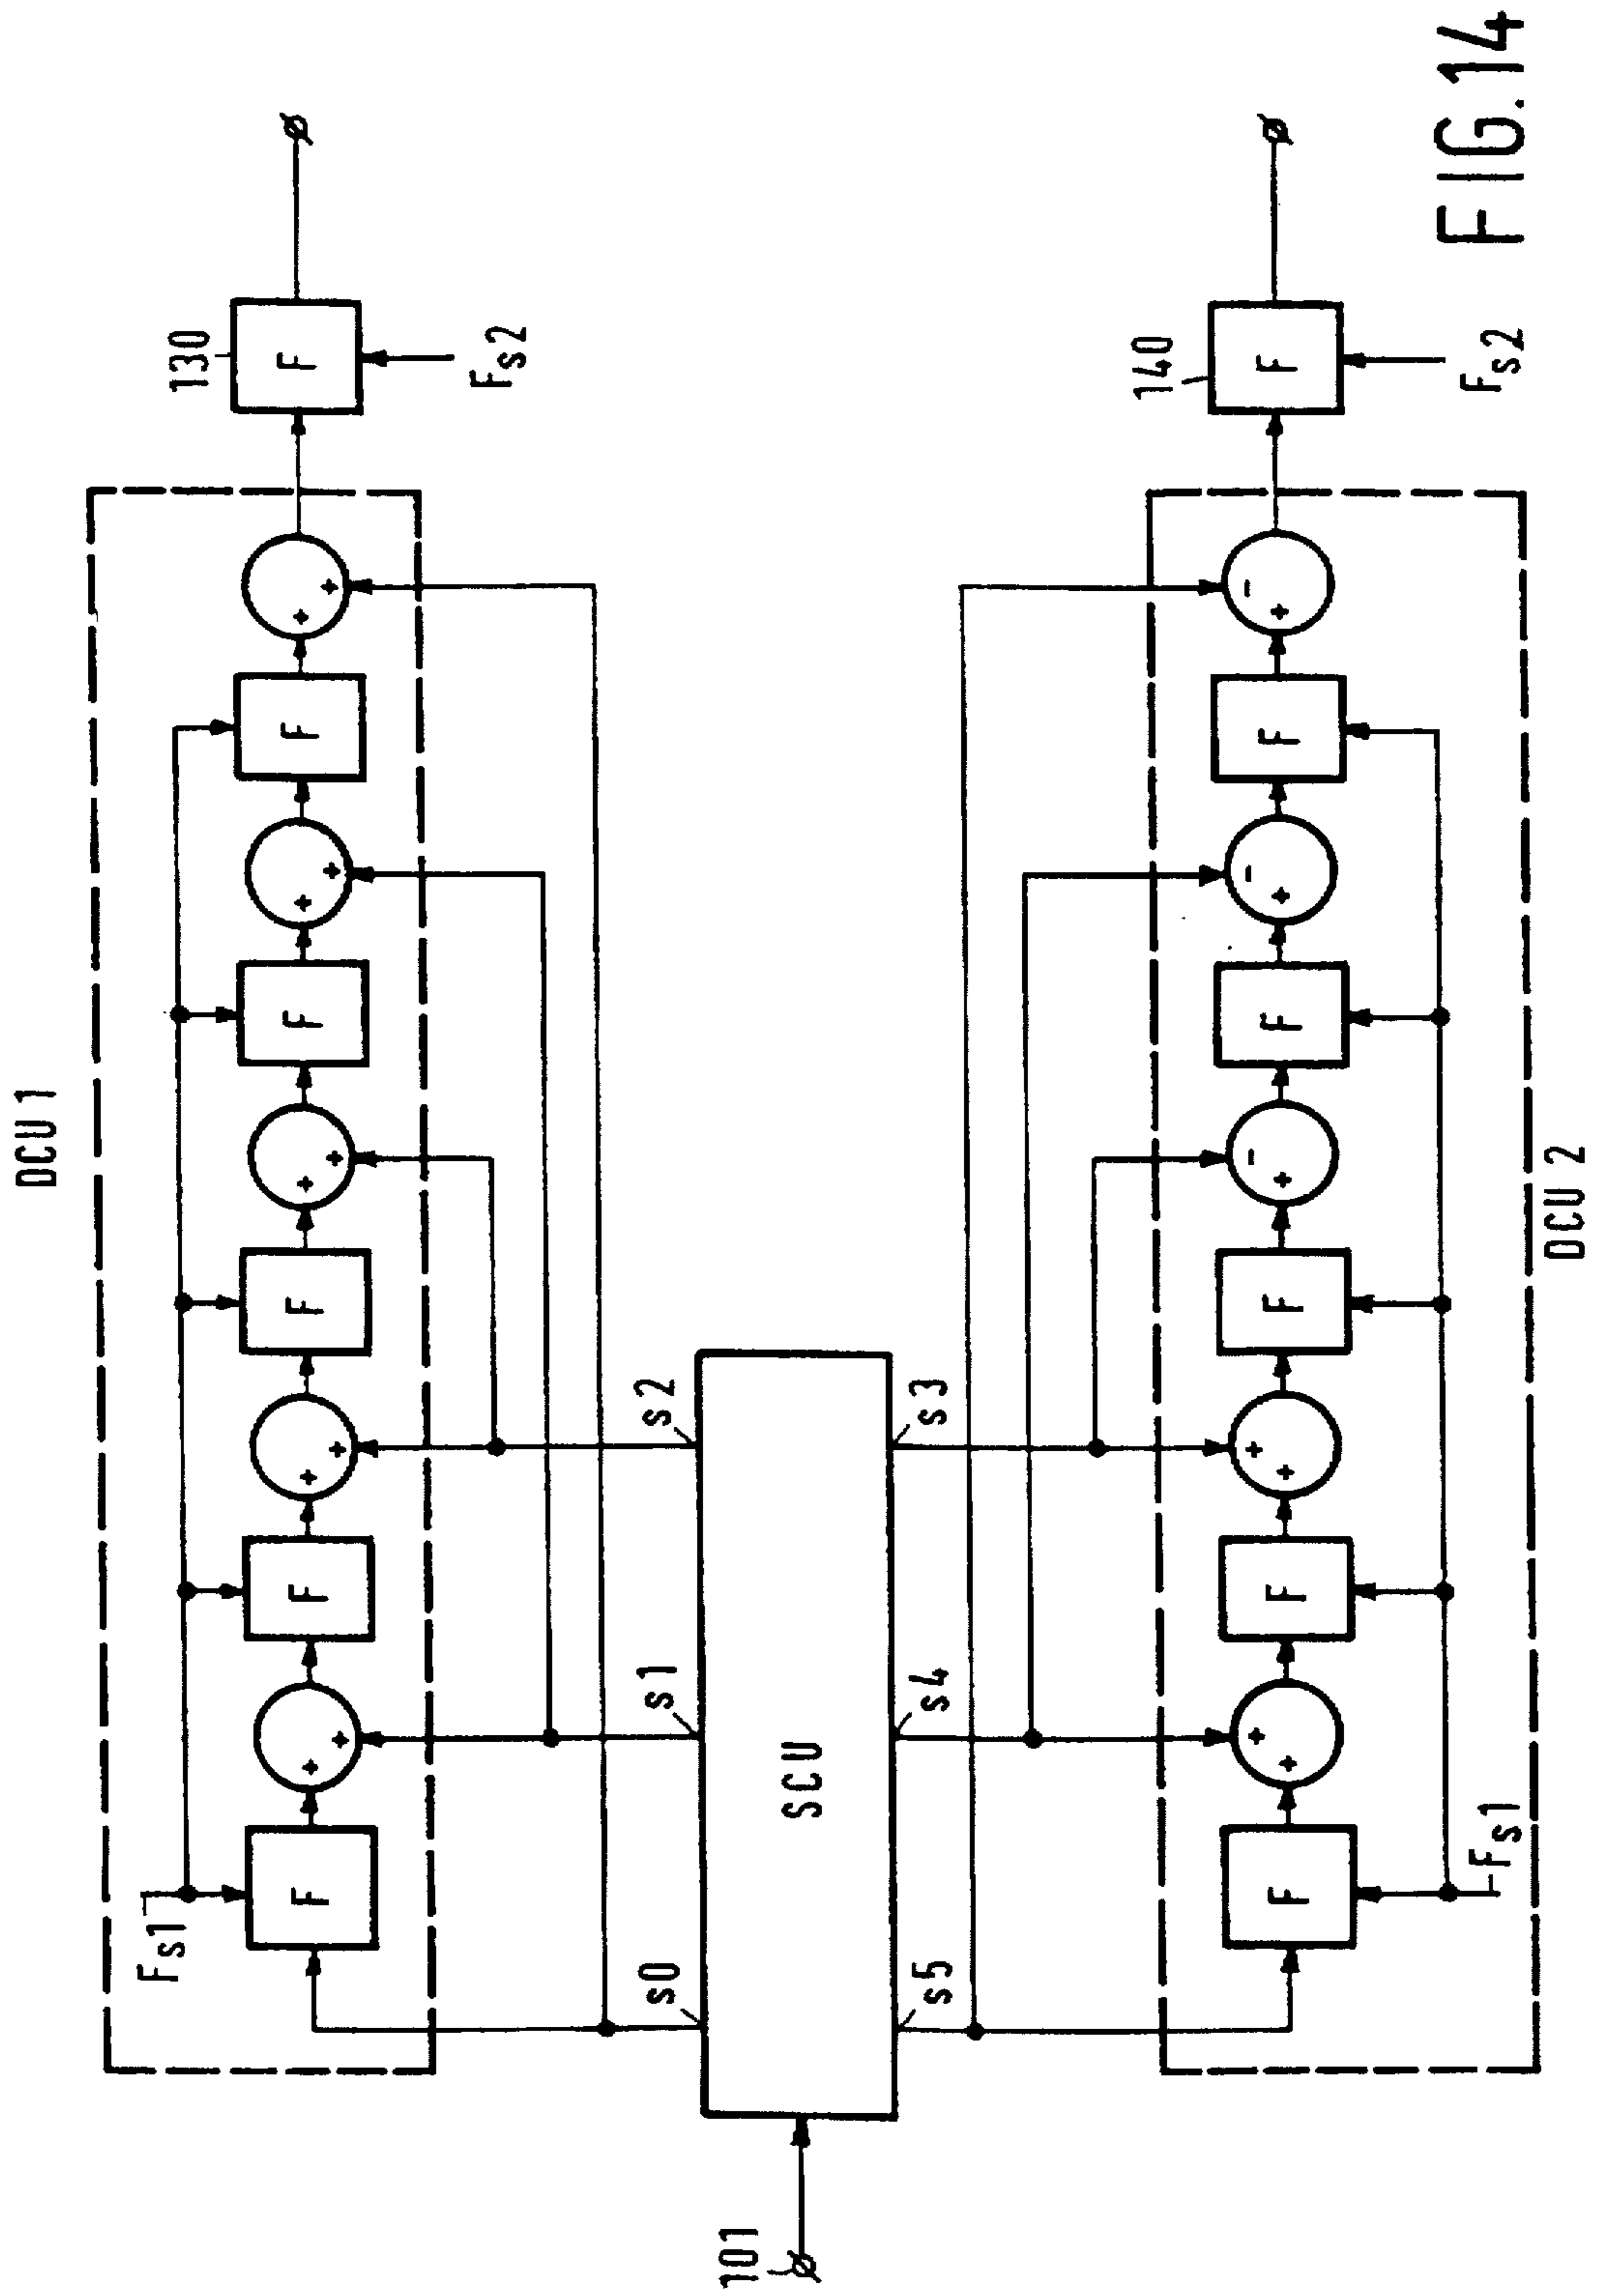 DCU 1
Fs1
F
+
+
F
+
+
F
+
+
F
+
+
F
+
+
130
F
Fs2
s0
s1
s2
101
SCU
s5
s4
s3
F
+
+
F
+
+
F
+
-
F
+
-
F
+
-
140
F
Fs2
Fs1
DCU 2
FIG.14